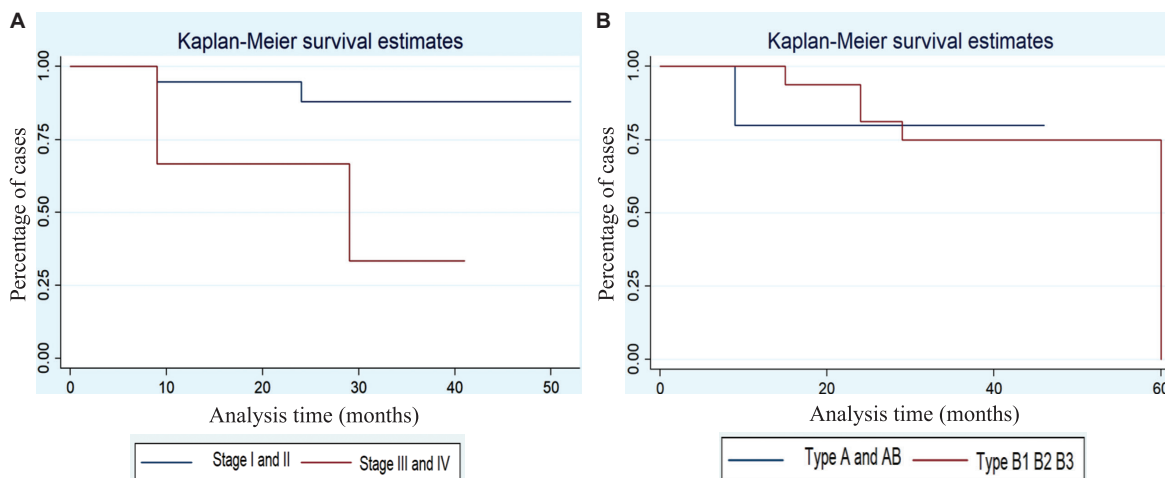 A
Kaplan-Meier survival estimates
Percentage of cases
1.00
0.75
0.50
0.25
0.00
0 10 20 30 40 50
Analysis time (months)
Stage I and II Stage III and IV
B
Kaplan-Meier survival estimates
Percentage of cases
1.00
0.75
0.50
0.25
0.00
0 20 40 60
Analysis time (months)
Type A and AB Type B1 B2 B3